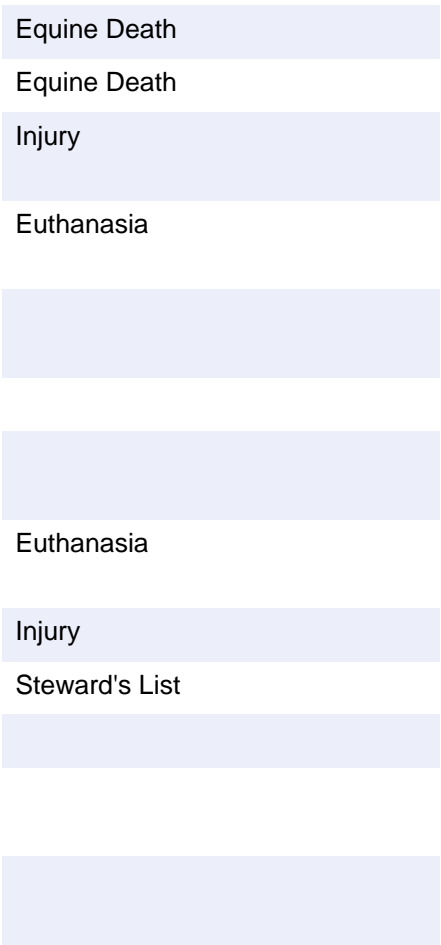 Equine Death
Equine Death
Injury
Euthanasia
Euthanasia
Injury
Steward's List